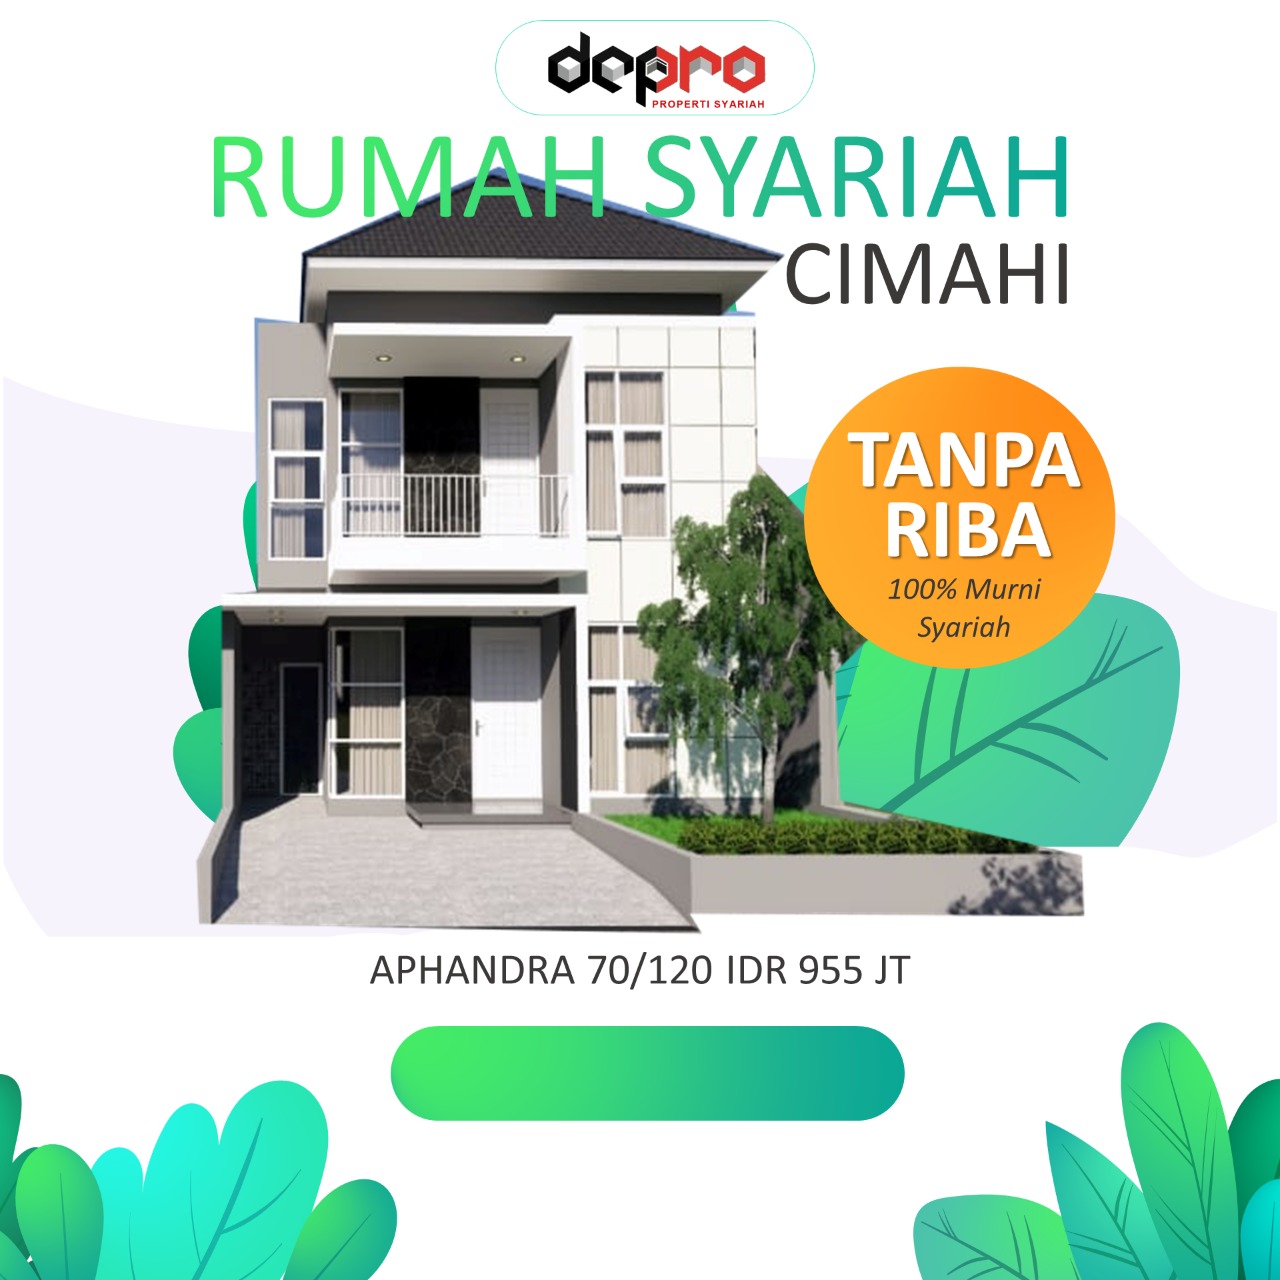 depro
PROPERTI SYARIAH
RUMAH SYARIAH
CIMAHI
TANPA
RIBA
100% Murni
Syariah
APHANDRA 70/120 IDR 955 JT